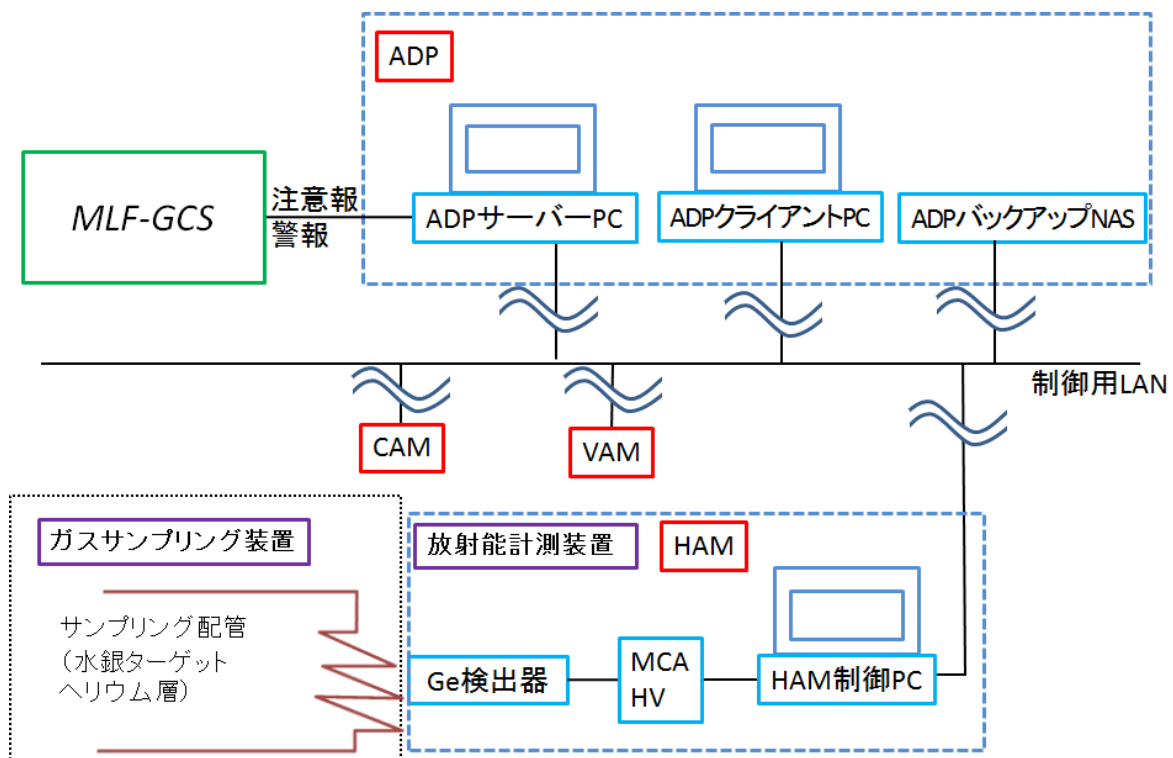 ADP
MLF-GCS
注意報
警報
ADPサーバーPC
ADPクライアントPC
ADPバックアップNAS
制御用LAN
CAM
VAM
ガスサンプリング装置
放射能計測装置
HAM
サンプリング配管
（水銀ターゲット
ヘリウム層）
Ge検出器
MCA
HV
HAM制御PC